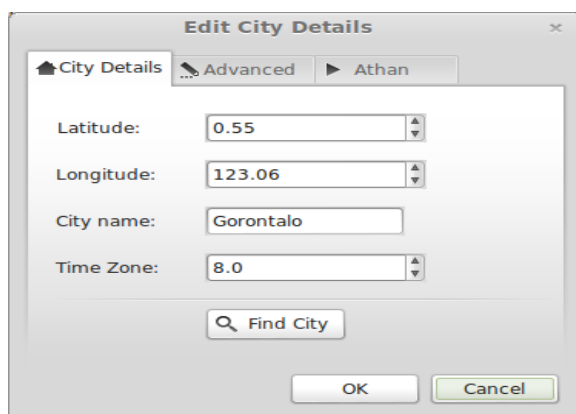 Edit City Details
City Details Advanced Athan
Latitude: 0.55
Longitude: 123.06
City name: Gorontalo
Time Zone: 8.0
Find City
OK Cancel